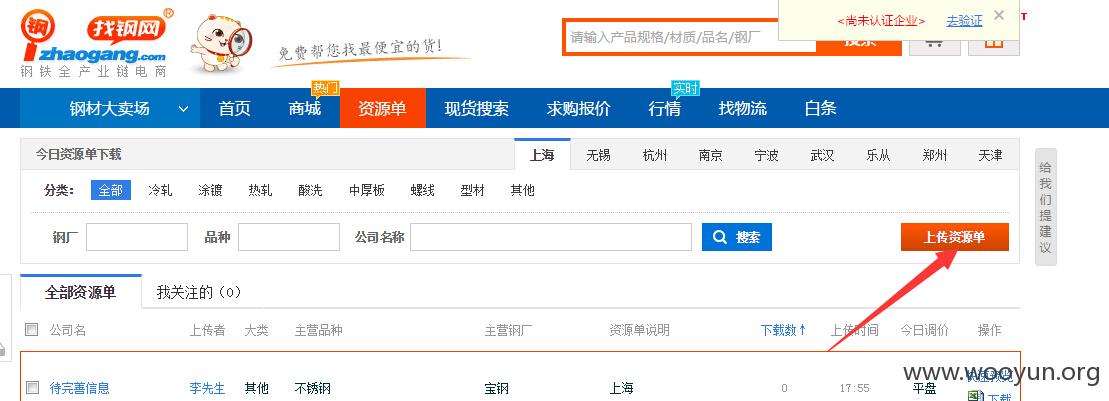 <尚未认证企业> 去验证 ×
钢 找钢网®
zhaogang.com
钢铁全产业链电商
免费帮您找最便宜的货!
请输入产品规格/材质/品名/钢厂
搜索
热门 实时
钢材大卖场 首页 商城 资源单 现货搜索 求购报价 行情 找物流 白条
今日资源单下载 上海 无锡 杭州 南京 宁波 武汉 乐从 郑州 天津
分类: 全部 冷轧 涂镀 热轧 酸洗 中厚板 螺线 型材 其他
钢厂 品种 公司名称 搜索 上传资源单
给我们提建议
全部资源单 我关注的（0）
公司名 上传者 大类 主营品种 主营钢厂 资源单说明 下载数↑ 上传时间 今日调价 操作
待完善信息 李先生 其他 不锈钢 宝钢 上海 0 17:55 平盘 快速预览
下载
www.wooyun.org